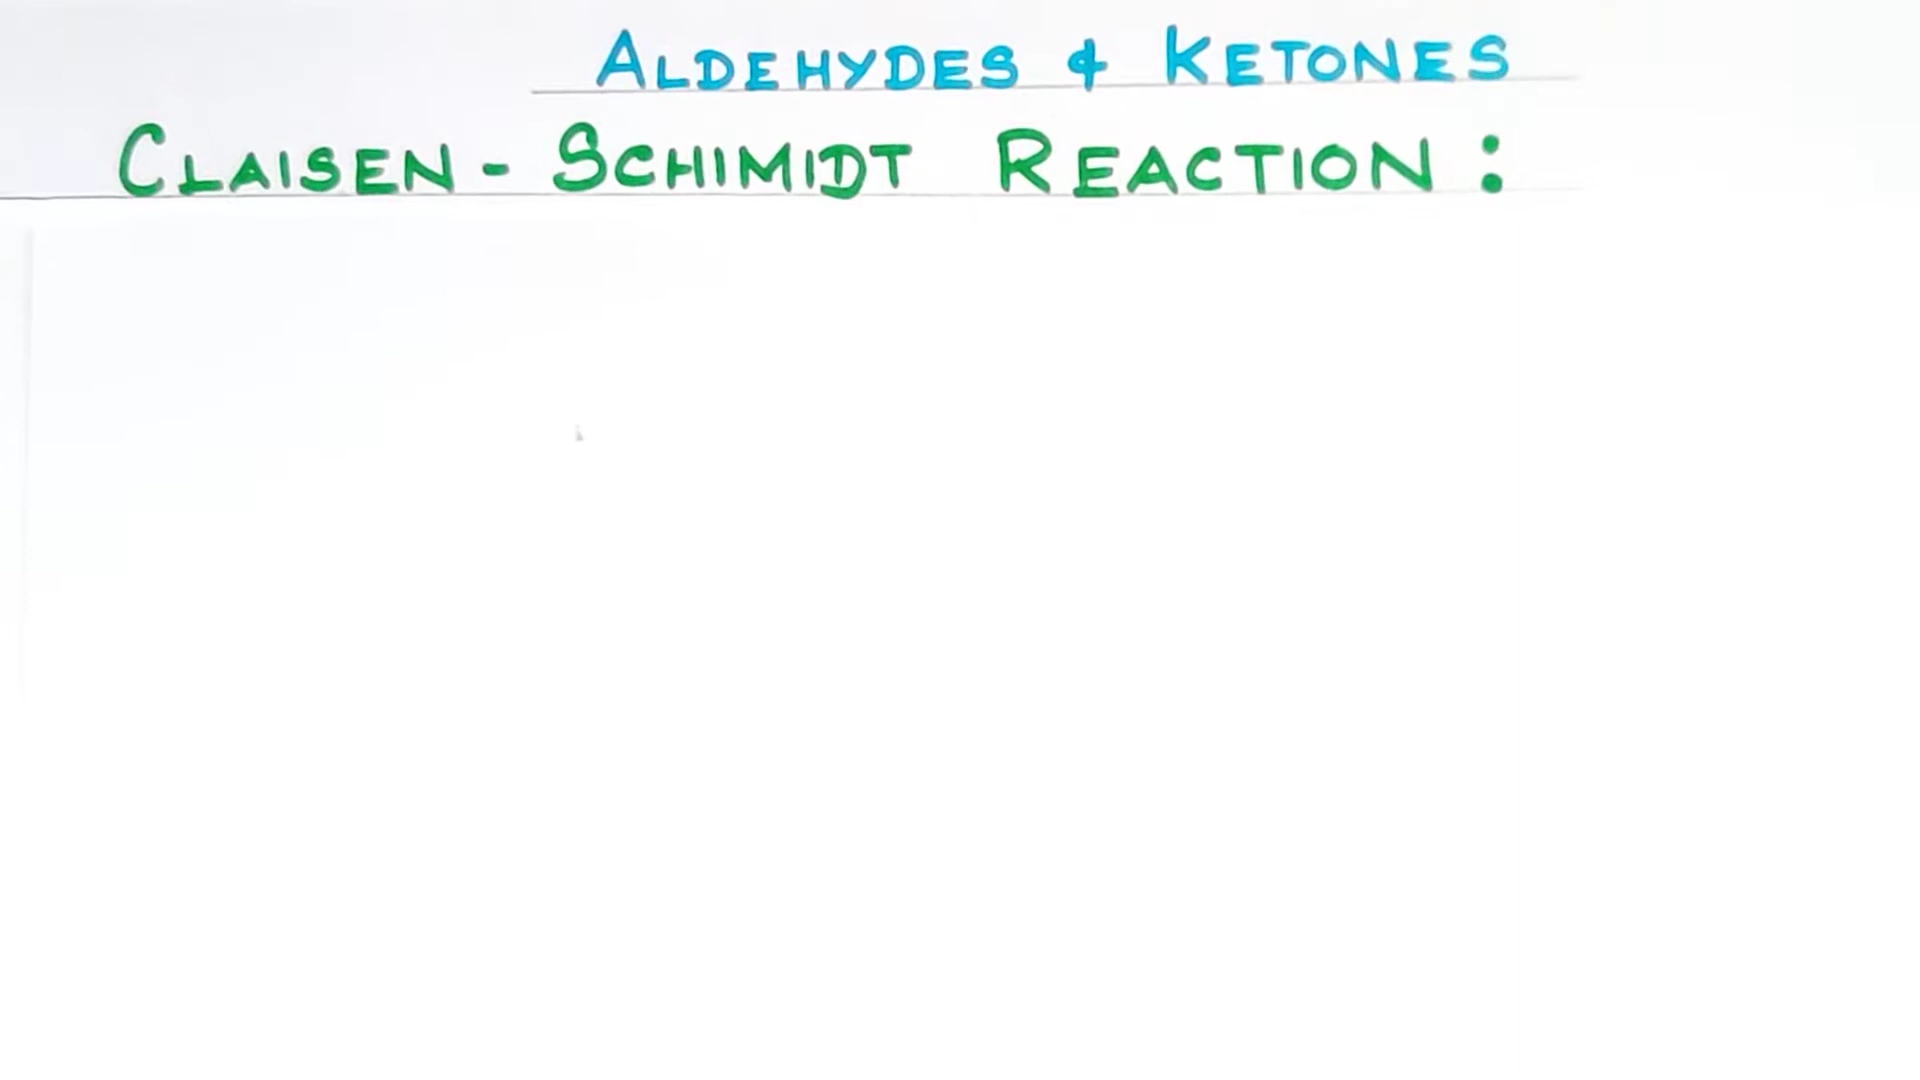 ALDEHYDES & KETONES
CLAISEN - SCHIMIDT REACTION :